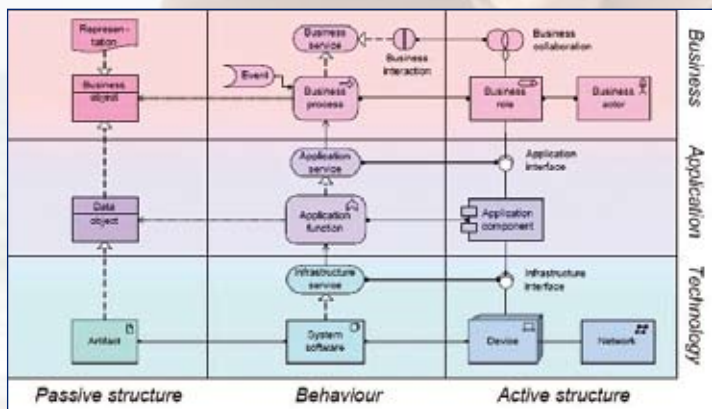 Represen-
tation
Business
object
Event
Business
service
Business
interaction
Business
collaboration
Business
process
Business
role
Business
actor
Business
Application
service
Application
interface
Data
object
Application
function
Application
component
Application
Infrastructure
service
Infrastructure
interface
Artifact
System
software
Device
Network
Technology
Passive structure
Behaviour
Active structure